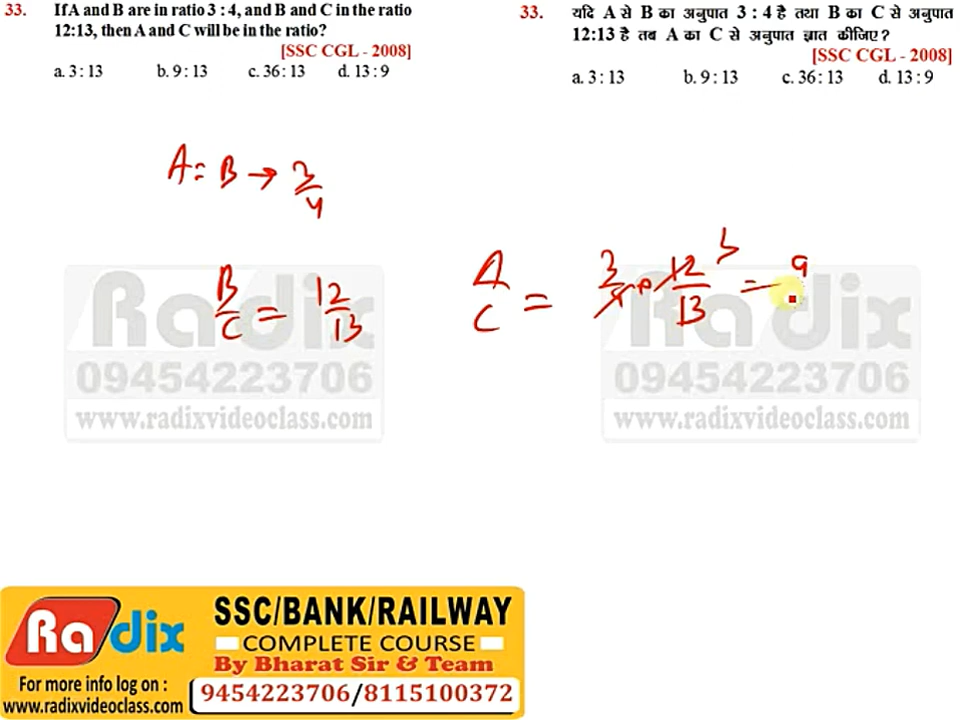 33. If A and B are in ratio 3 : 4, and B and C in the ratio
12:13, then A and C will be in the ratio?
[SSC CGL - 2008]
a. 3 : 13 b. 9 : 13 c. 36 : 13 d. 13 : 9
33. यदि A से B का अनुपात 3 : 4 है तथा B का C से अनुपात
12:13 है तब A का C से अनुपात ज्ञात कीजिए?
[SSC CGL - 2008]
a. 3 : 13 b. 9 : 13 c. 36 : 13 d. 13 : 9
A : B → 3/4
B/C = 12/13
A/C = 3/4 × 12/13 = 9
3
Radix
09454223706
www.radixvideoclass.com
Radix
09454223706
www.radixvideoclass.com
Radix
For more info log on :
www.radixvideoclass.com
SSC/BANK/RAILWAY
COMPLETE COURSE
By Bharat Sir & Team
9454223706/8115100372